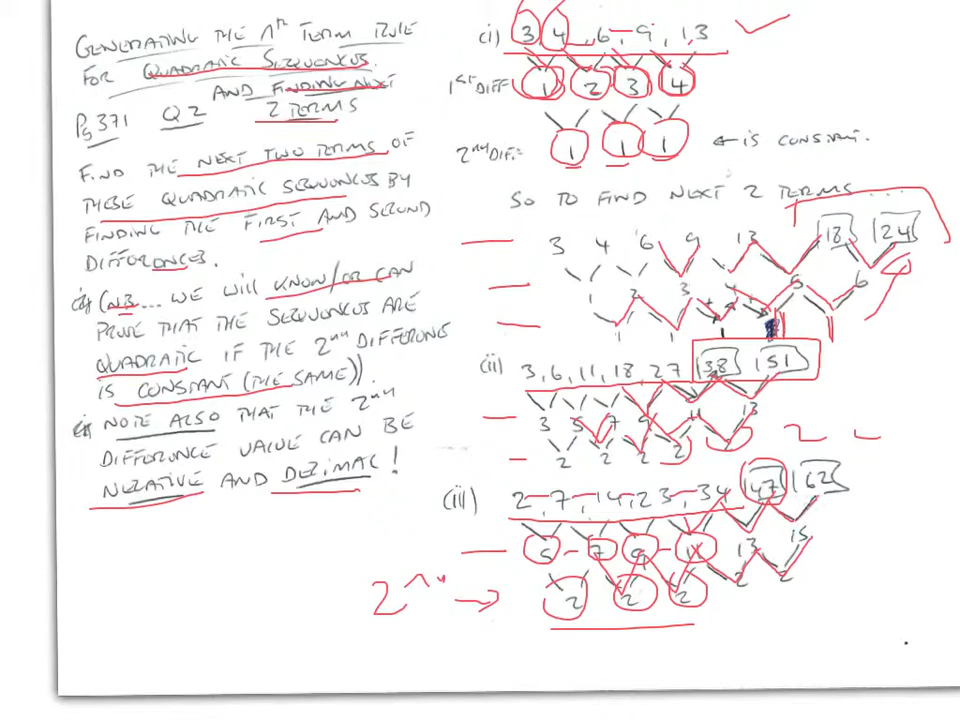 GENERATING THE nth TERM RULE
FOR QUADRATIC SEQUENCES.
AND FINDING NEXT
2 TERMS
Pg 371 Q2
FIND THE NEXT TWO TERMS OF
THESE QUADRATIC SEQUENCES BY
FINDING THE FIRST AND SECOND
DIFFERENCES.
(NB... WE WILL KNOW/OR CAN
PROVE THAT THE SEQUENCES ARE
QUADRATIC IF THE 2nd DIFFERENCE
IS CONSTANT (THE SAME)).
NOTE ALSO THAT THE 2nd
DIFFERENCE VALUE CAN BE
NEGATIVE AND DECIMAL!
(i) 3, 4, 6, 9, 13
1ST DIFF 1 2 3 4
2nd DIFF: 1 1 1 ← IS CONSTANT.
SO TO FIND NEXT 2 TERMS...
3 4 6 9 13 18 24
1 2 3 4 5 6
1 1 1
(ii) 3, 6, 11, 18, 27 38 51
3 5 7 9 11 13
2 2 2 2 2
(iii) 2, 7, 14, 23, 34 47 62
5 7 9 11 13 15
2nd → 2 2 2 2 2